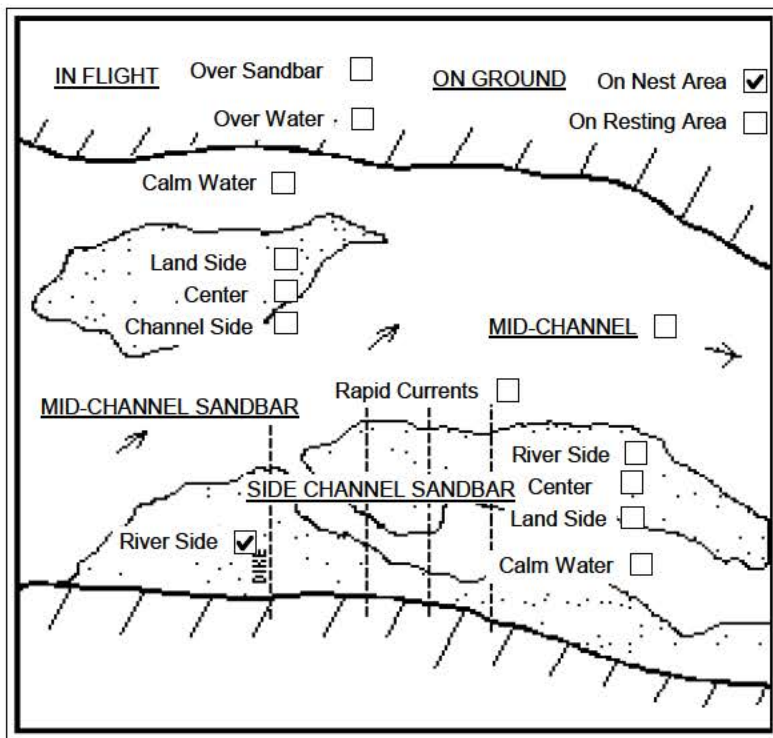 IN FLIGHT Over Sandbar ON GROUND On Nest Area
Over Water On Resting Area
Calm Water
Land Side
Center
Channel Side MID-CHANNEL
Rapid Currents
MID-CHANNEL SANDBAR
River Side
SIDE CHANNEL SANDBAR Center
Land Side
River Side
DIKE
Calm Water